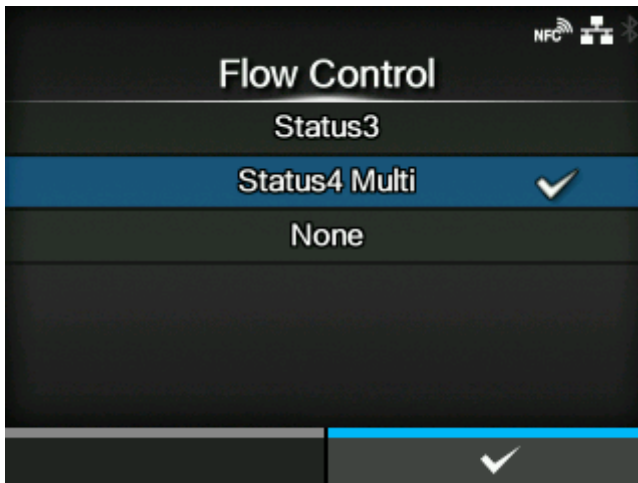 NFC
Flow Control
Status3
Status4 Multi
None